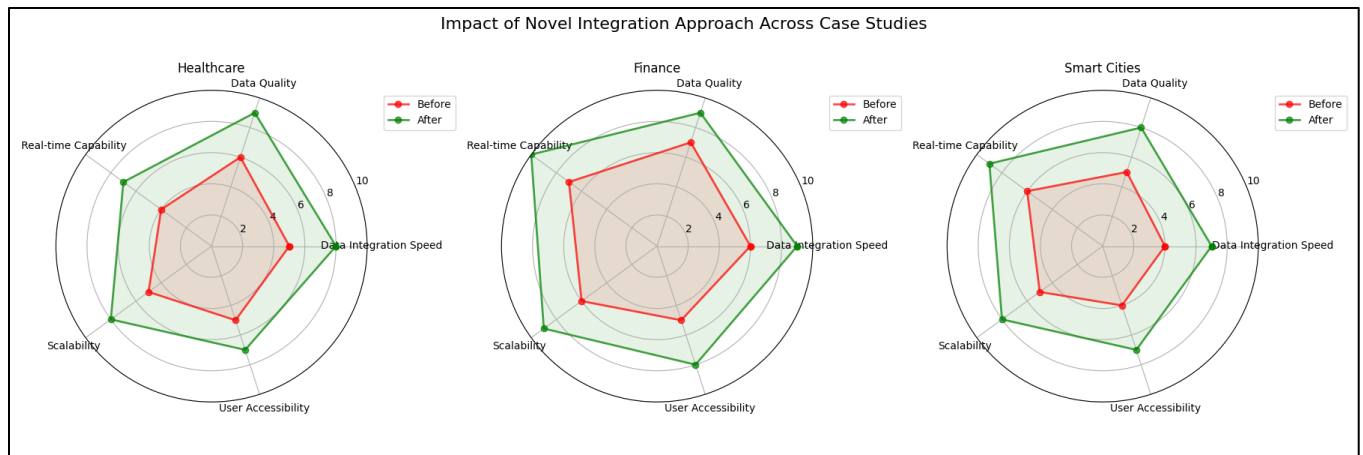 Impact of Novel Integration Approach Across Case Studies
Healthcare
Data Quality
Before
After
Real-time Capability
10
8
6
4
2
Data Integration Speed
Scalability
User Accessibility
Finance
Data Quality
Before
After
Real-time Capability
10
8
6
4
2
Data Integration Speed
Scalability
User Accessibility
Smart Cities
Data Quality
Before
After
Real-time Capability
10
8
6
4
2
Data Integration Speed
Scalability
User Accessibility